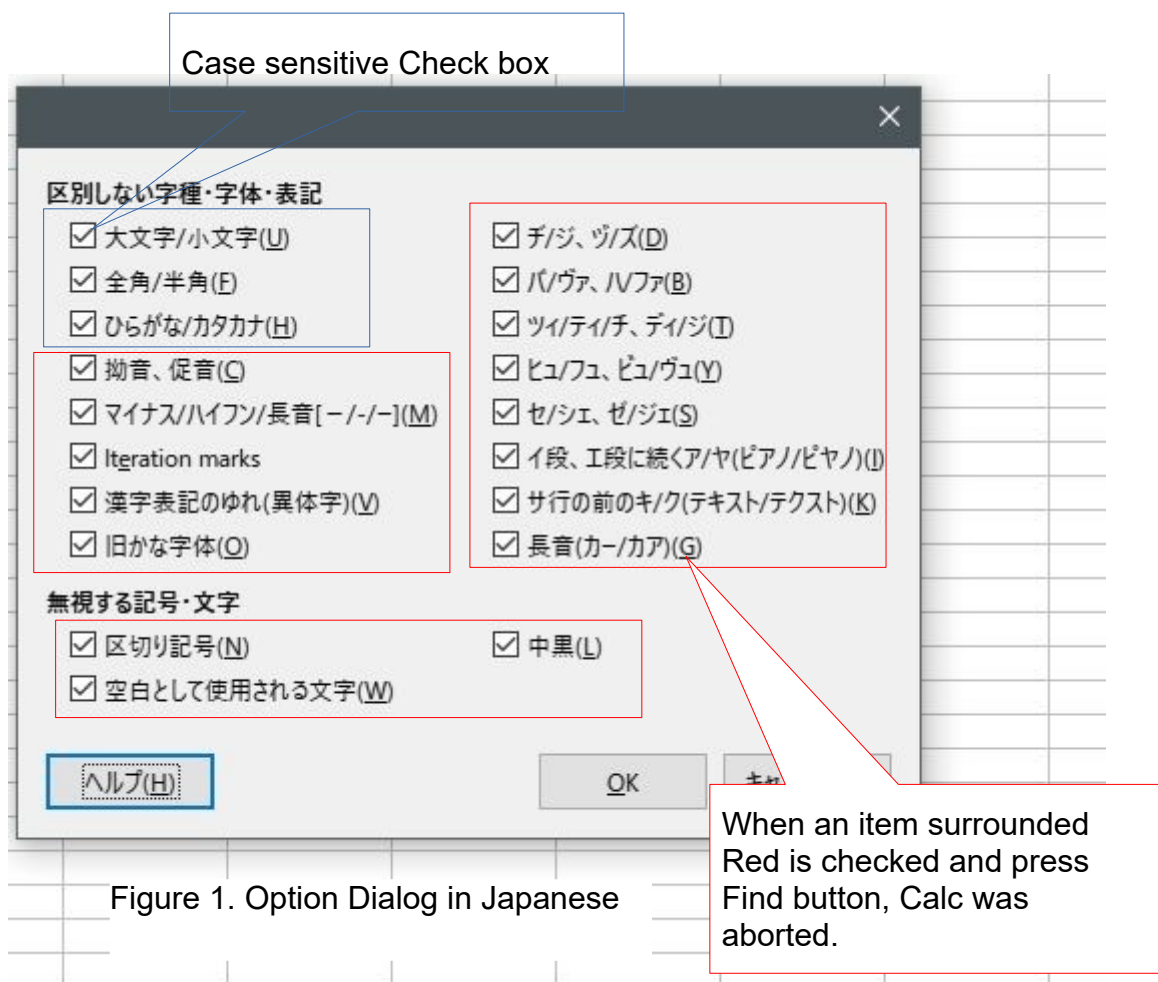 Case sensitive Check box
区別しない字種・字体・表記
大文字/小文字(U)
全角/半角(F)
ひらがな/カタカナ(H)
拗音、促音(C)
マイナス/ハイフン/長音[－/-/ー](M)
Iteration marks
漢字表記のゆれ(異体字)(V)
旧かな字体(O)
ヂ/ジ、ヅ/ズ(D)
バ/ヴァ、ハ/ファ(B)
ツィ/ティ/チ、ディ/ジ(T)
ヒュ/フュ、ビュ/ヴュ(Y)
セ/シェ、ゼ/ジェ(S)
イ段、エ段に続くア/ヤ(ピアノ/ピヤノ)(I)
サ行の前のキ/ク(テキスト/テクスト)(K)
長音(カー/カア)(G)
無視する記号・文字
区切り記号(N)
中黒(L)
空白として使用される文字(W)
ヘルプ(H)
OK
When an item surrounded
Red is checked and press
Find button, Calc was
aborted.
Figure 1. Option Dialog in Japanese